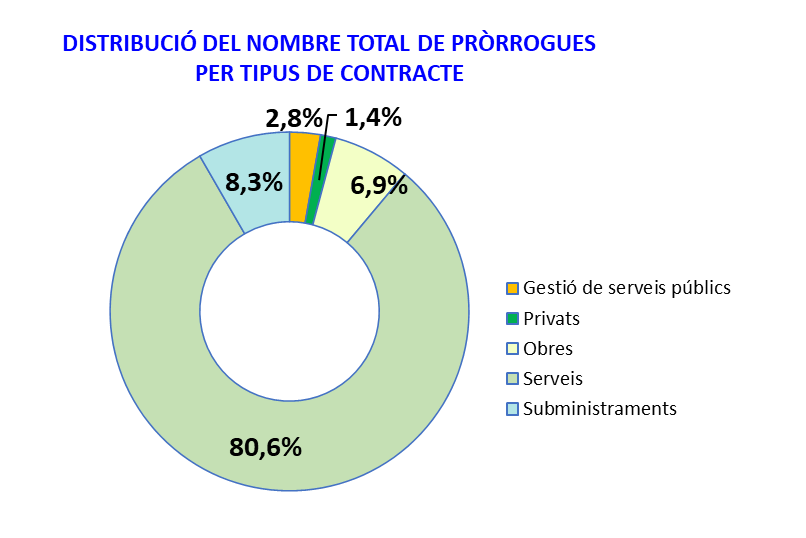 DISTRIBUCIÓ DEL NOMBRE TOTAL DE PRÒRROGUES
PER TIPUS DE CONTRACTE
2,8%
1,4%
8,3%
6,9%
Gestió de serveis públics
Privats
Obres
Serveis
Subministraments
80,6%